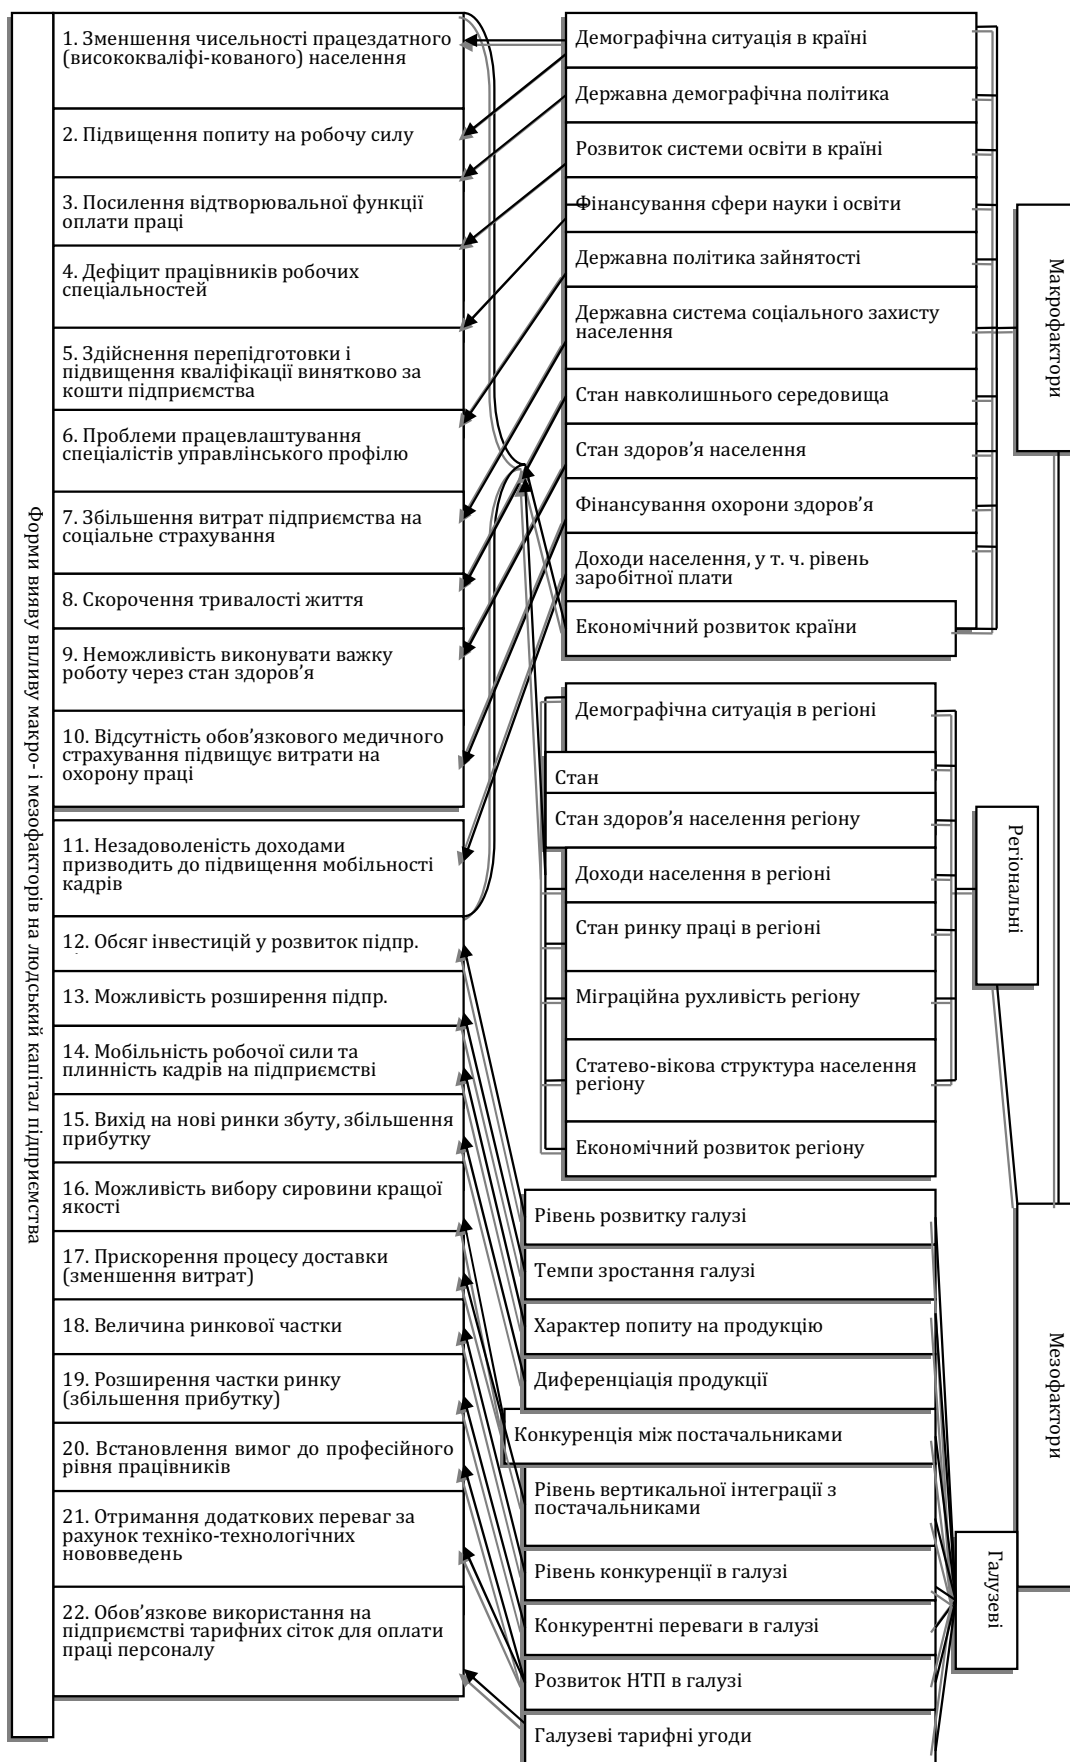 Форми вияву впливу макро- і мезофакторів на людський капітал підприємства
1. Зменшення чисельності працездатного
(висококваліфі-кованого) населення
2. Підвищення попиту на робочу силу
3. Посилення відтворювальної функції
оплати праці
4. Дефіцит працівників робочих
спеціальностей
5. Здійснення перепідготовки і
підвищення кваліфікації винятково за
кошти підприємства
6. Проблеми працевлаштування
спеціалістів управлінського профілю
7. Збільшення витрат підприємства на
соціальне страхування
8. Скорочення тривалості життя
9. Неможливість виконувати важку
роботу через стан здоров’я
10. Відсутність обов’язкового медичного
страхування підвищує витрати на
охорону праці
11. Незадоволеність доходами
призводить до підвищення мобільності
кадрів
12. Обсяг інвестицій у розвиток підпр.
13. Можливість розширення підпр.
14. Мобільність робочої сили та
плинність кадрів на підприємстві
15. Вихід на нові ринки збуту, збільшення
прибутку
16. Можливість вибору сировини кращої
якості
17. Прискорення процесу доставки
(зменшення витрат)
18. Величина ринкової частки
19. Розширення частки ринку
(збільшення прибутку)
20. Встановлення вимог до професійного
рівня працівників
21. Отримання додаткових переваг за
рахунок техніко-технологічних
нововведень
22. Обов’язкове використання на
підприємстві тарифних сіток для оплати
праці персоналу
Демографічна ситуація в країні
Державна демографічна політика
Розвиток системи освіти в країні
Фінансування сфери науки і освіти
Державна політика зайнятості
Державна система соціального захисту
населення
Стан навколишнього середовища
Стан здоров’я населення
Фінансування охорони здоров’я
Доходи населення, у т. ч. рівень
заробітної плати
Економічний розвиток країни
Демографічна ситуація в регіоні
Стан
Стан здоров’я населення регіону
Доходи населення в регіоні
Стан ринку праці в регіоні
Міграційна рухливість регіону
Статево-вікова структура населення
регіону
Економічний розвиток регіону
Рівень розвитку галузі
Темпи зростання галузі
Характер попиту на продукцію
Диференціація продукції
Конкуренція між постачальниками
Рівень вертикальної інтеграції з
постачальниками
Рівень конкуренції в галузі
Конкурентні переваги в галузі
Розвиток НТП в галузі
Галузеві тарифні угоди
Макрофактори
Регіональні
Мезофактори
Галузеві